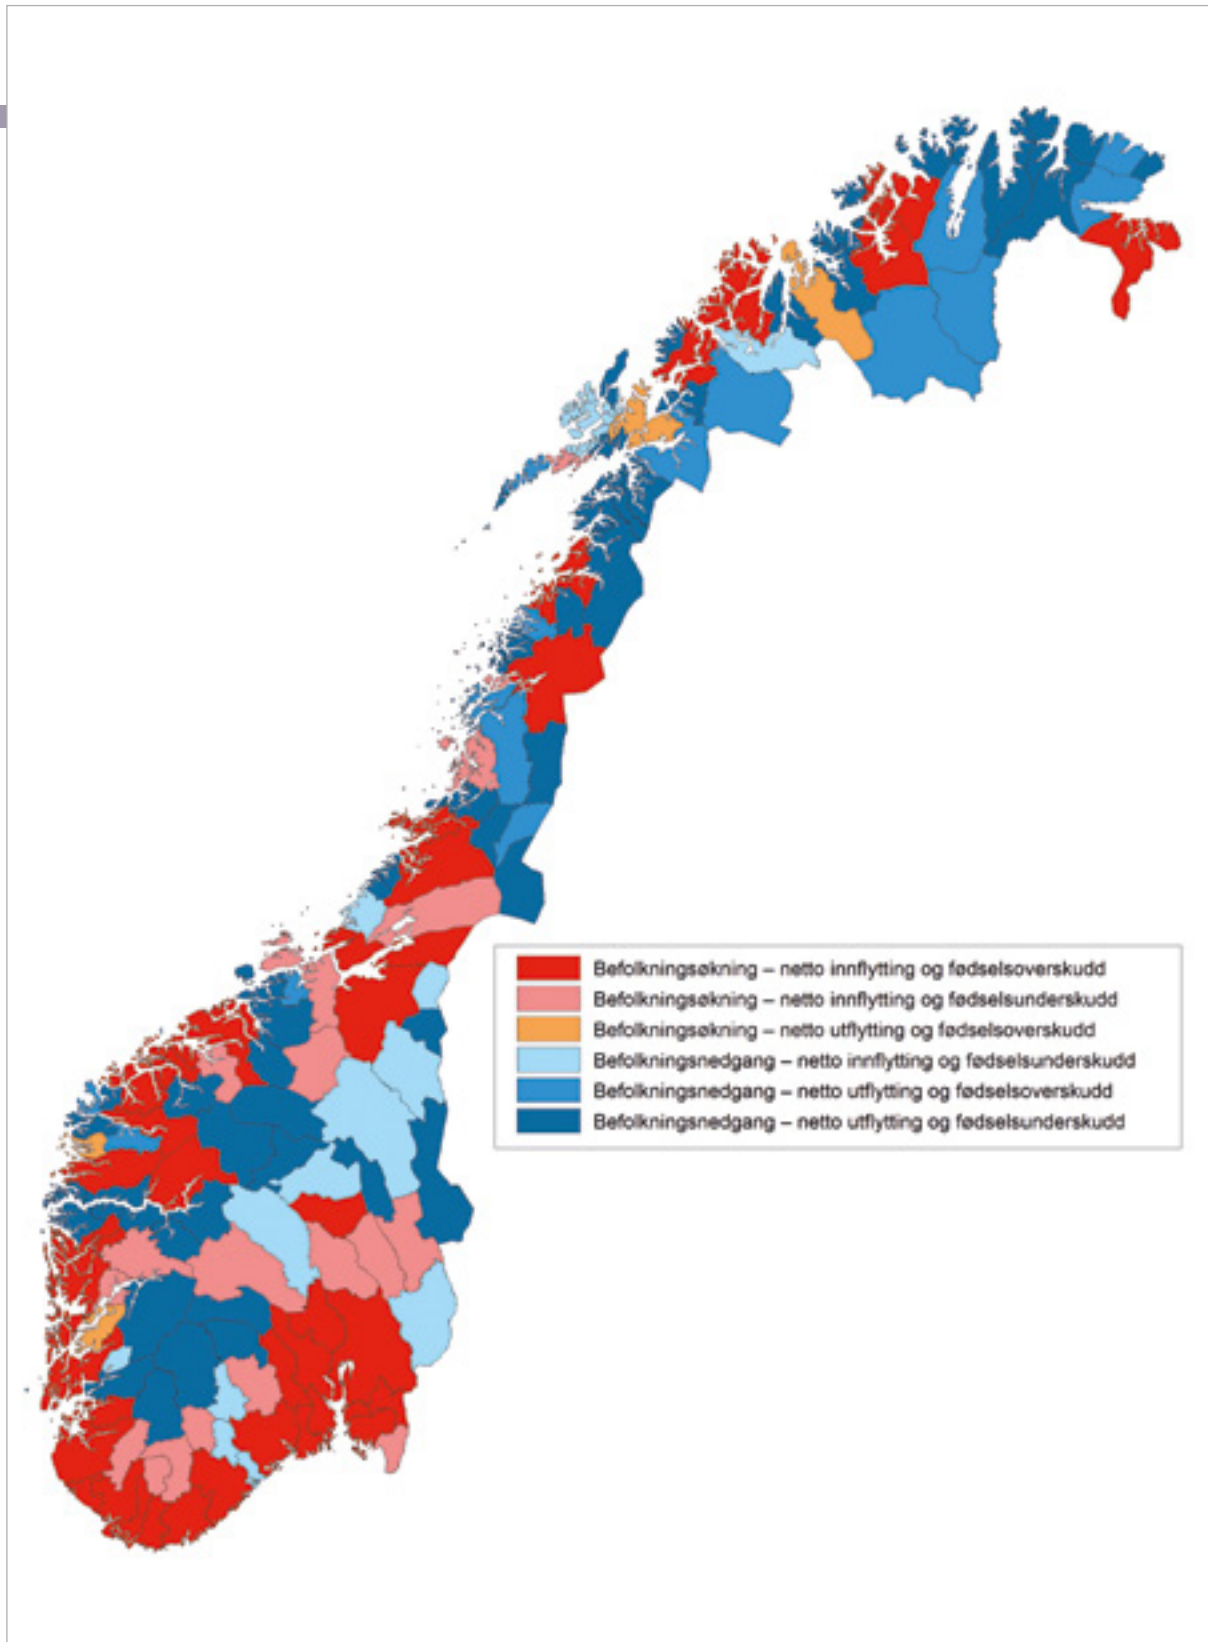 Befolkningsøkning – netto innflytting og fødselsoverskudd
Befolkningsøkning – netto innflytting og fødselsunderskudd
Befolkningsøkning – netto utflytting og fødselsoverskudd
Befolkningsnedgang – netto innflytting og fødselsunderskudd
Befolkningsnedgang – netto utflytting og fødselsoverskudd
Befolkningsnedgang – netto utflytting og fødselsunderskudd